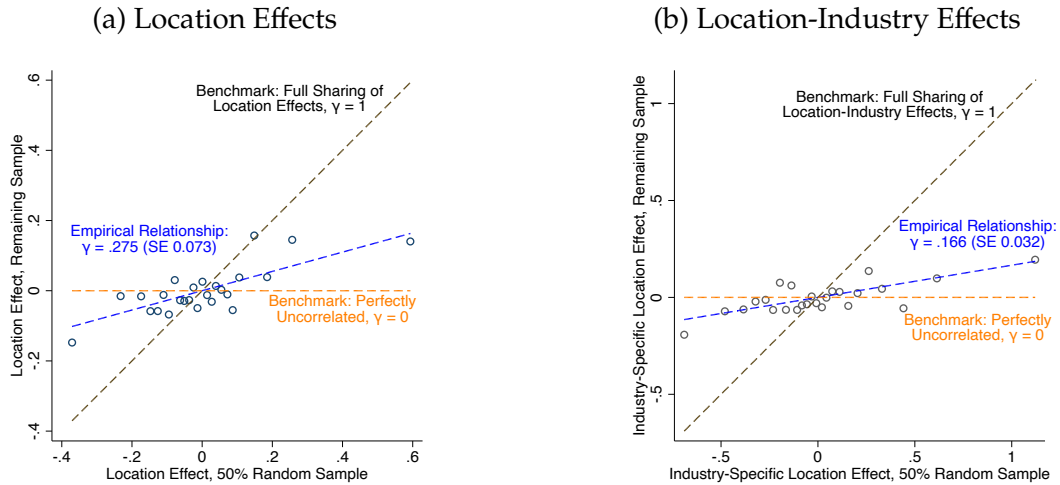 (a) Location Effects
Location Effect, Remaining Sample
.6
.4
.2
0
-.2
-.4
Benchmark: Full Sharing of
Location Effects, γ = 1
Empirical Relationship:
γ = .275 (SE 0.073)
Benchmark: Perfectly
Uncorrelated, γ = 0
-.4
-.2
0
.2
.4
.6
Location Effect, 50% Random Sample
(b) Location-Industry Effects
Industry-Specific Location Effect, Remaining Sample
1
.5
0
-.5
Benchmark: Full Sharing of
Location-Industry Effects, γ = 1
Empirical Relationship:
γ = .166 (SE 0.032)
Benchmark: Perfectly
Uncorrelated, γ = 0
-.5
0
.5
1
Industry-Specific Location Effect, 50% Random Sample